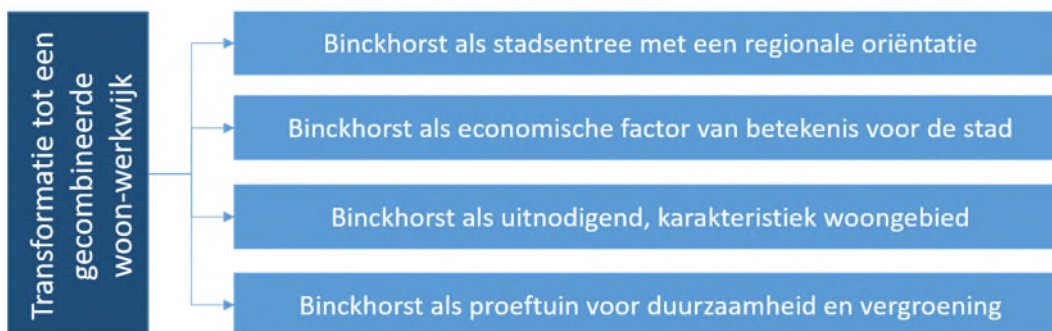 Transformatie tot een
gecombineerde
woon-werkwijk
Binckhorst als stadsentree met een regionale oriëntatie
Binckhorst als economische factor van betekenis voor de stad
Binckhorst als uitnodigend, karakteristiek woongebied
Binckhorst als proeftuin voor duurzaamheid en vergroening